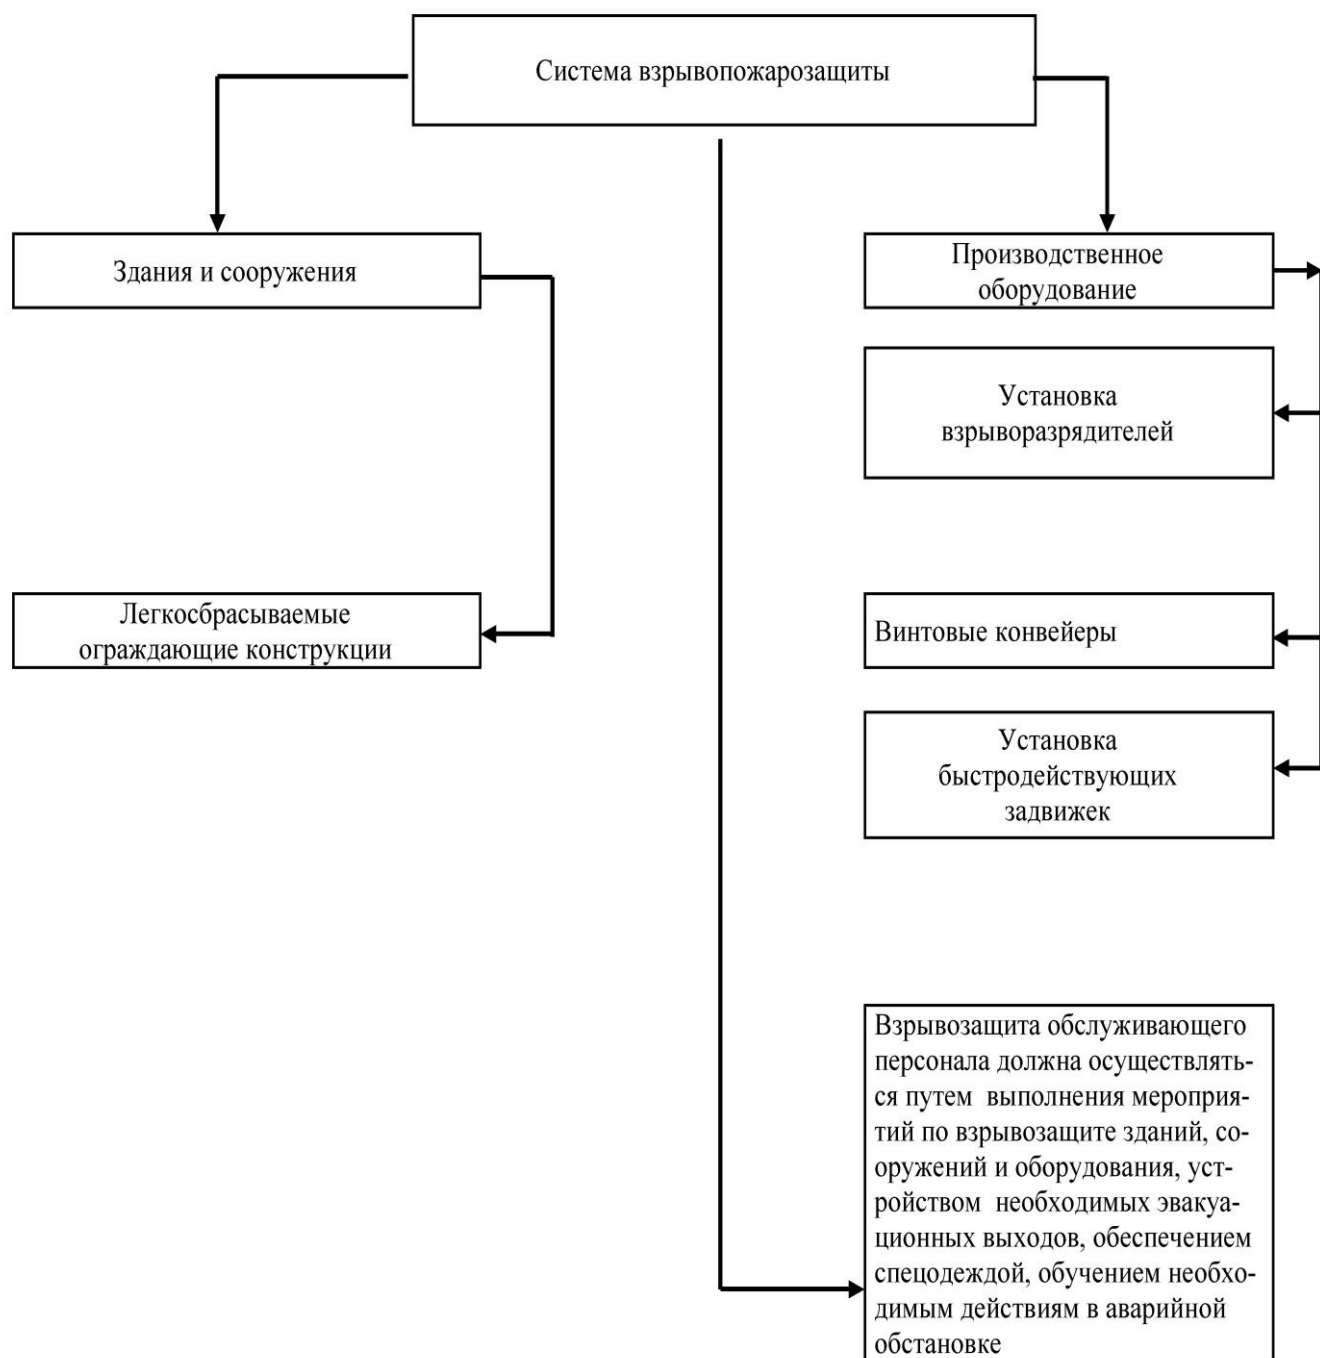 Система взрывопожарозащиты
Здания и сооружения
Производственное
оборудование
Установка
взрыворазрядителей
Легкосбрасываемые
ограждающие конструкции
Винтовые конвейеры
Установка
быстродействующих
задвижек
Взрывозащита обслуживающего
персонала должна осуществлять-
ся путем выполнения мероприя-
тий по взрывозащите зданий, со-
оружений и оборудования, уст-
ройством необходимых эвакуа-
ционных выходов, обеспечением
спецодеждой, обучением необхо-
димым действиям в аварийной
обстановке